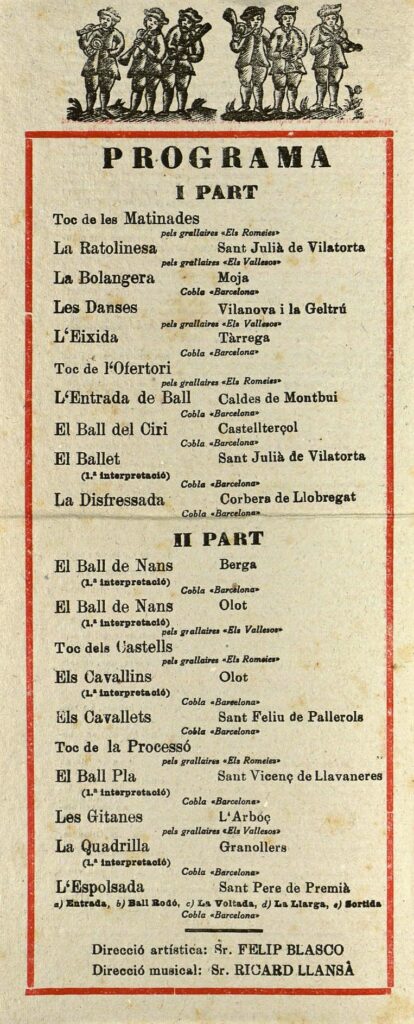 PROGRAMA
I PART
Toc de les Matinades
pels grallaires «Els Romeies»
La Ratolinesa Sant Julià de Vilatorta
pels grallaires «Els Vallesos»
La Bolangera Moja
Cobla «Barcelona»
Les Danses Vilanova i la Geltrú
pels grallaires «Els Vallesos»
L'Eixida Tàrrega
Cobla «Barcelona»
Toc de l'Ofertori
pels grallaires «Els Romeies»
L'Entrada de Ball Caldes de Montbui
Cobla «Barcelona»
El Ball del Ciri Castellterçol
Cobla «Barcelona»
El Ballet Sant Julià de Vilatorta
(1.ª interpretació)
Cobla «Barcelona»
La Disfressada Corbera de Llobregat
Cobla «Barcelona»
II PART
El Ball de Nans Berga
(1.ª interpretació)
Cobla «Barcelona»
El Ball de Nans Olot
(1.ª interpretació)
pels grallaires «Els Vallesos»
Toc dels Castells
pels grallaires «Els Romeies»
Els Cavallins Olot
(1.ª interpretació)
Cobla «Barcelona»
Els Cavallets Sant Feliu de Pallerols
Cobla «Barcelona»
Toc de la Processó
pels grallaires «Els Romeies»
El Ball Pla Sant Vicenç de Llavaneres
(1.ª interpretació)
Cobla «Barcelona»
Les Gitanes L'Arboç
pels grallaires «Els Vallesos»
La Quadrilla Granollers
(1.ª interpretació)
Cobla «Barcelona»
L'Espolsada Sant Pere de Premià
a) Entrada, b) Ball Rodó, c) La Voltada, d) La Llarga, e) Sortida
Cobla «Barcelona»
Direcció artística: Sr. FELIP BLASCO
Direcció musical: Sr. RICARD LLANSÀ